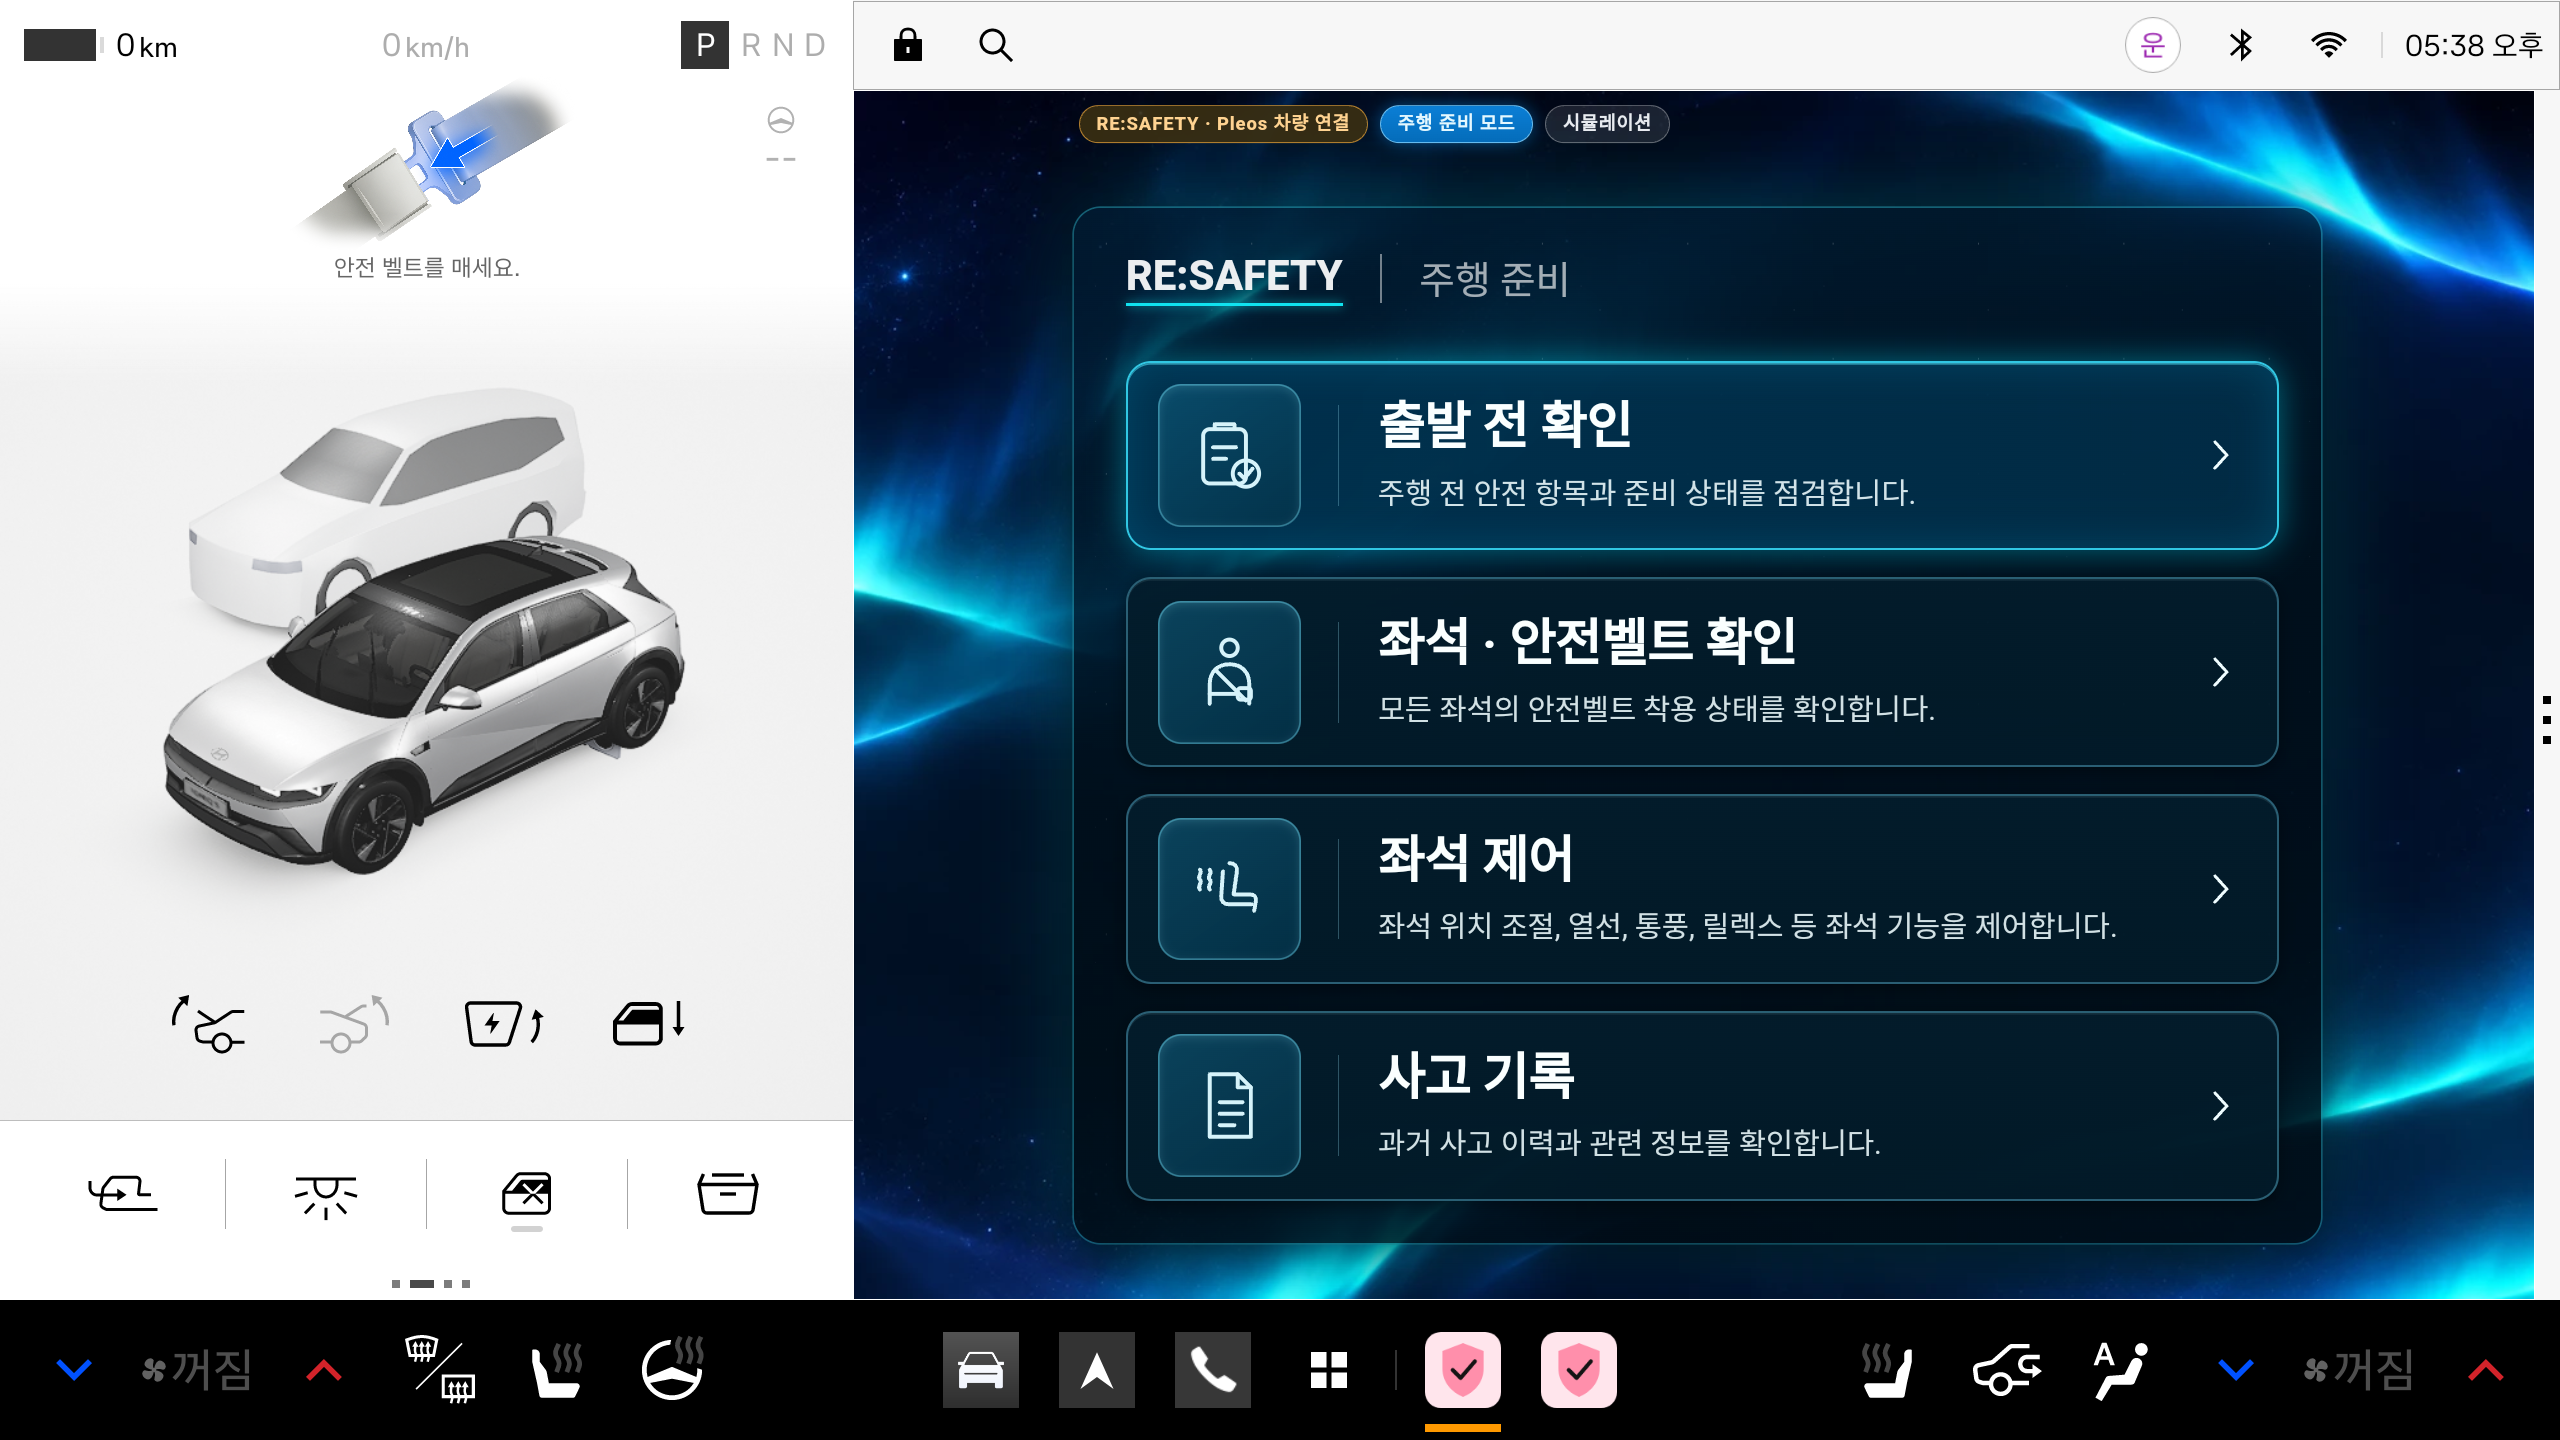 0 km
0 km/h
P R N D
안전 벨트를 매세요.
운
05:38 오후
RE:SAFETY · Pleos 차량 연결
주행 준비 모드
시뮬레이션
RE:SAFETY
주행 준비
출발 전 확인
주행 전 안전 항목과 준비 상태를 점검합니다.
좌석 · 안전벨트 확인
모든 좌석의 안전벨트 착용 상태를 확인합니다.
좌석 제어
좌석 위치 조절, 열선, 통풍, 릴렉스 등 좌석 기능을 제어합니다.
사고 기록
과거 사고 이력과 관련 정보를 확인합니다.
꺼짐
A
꺼짐